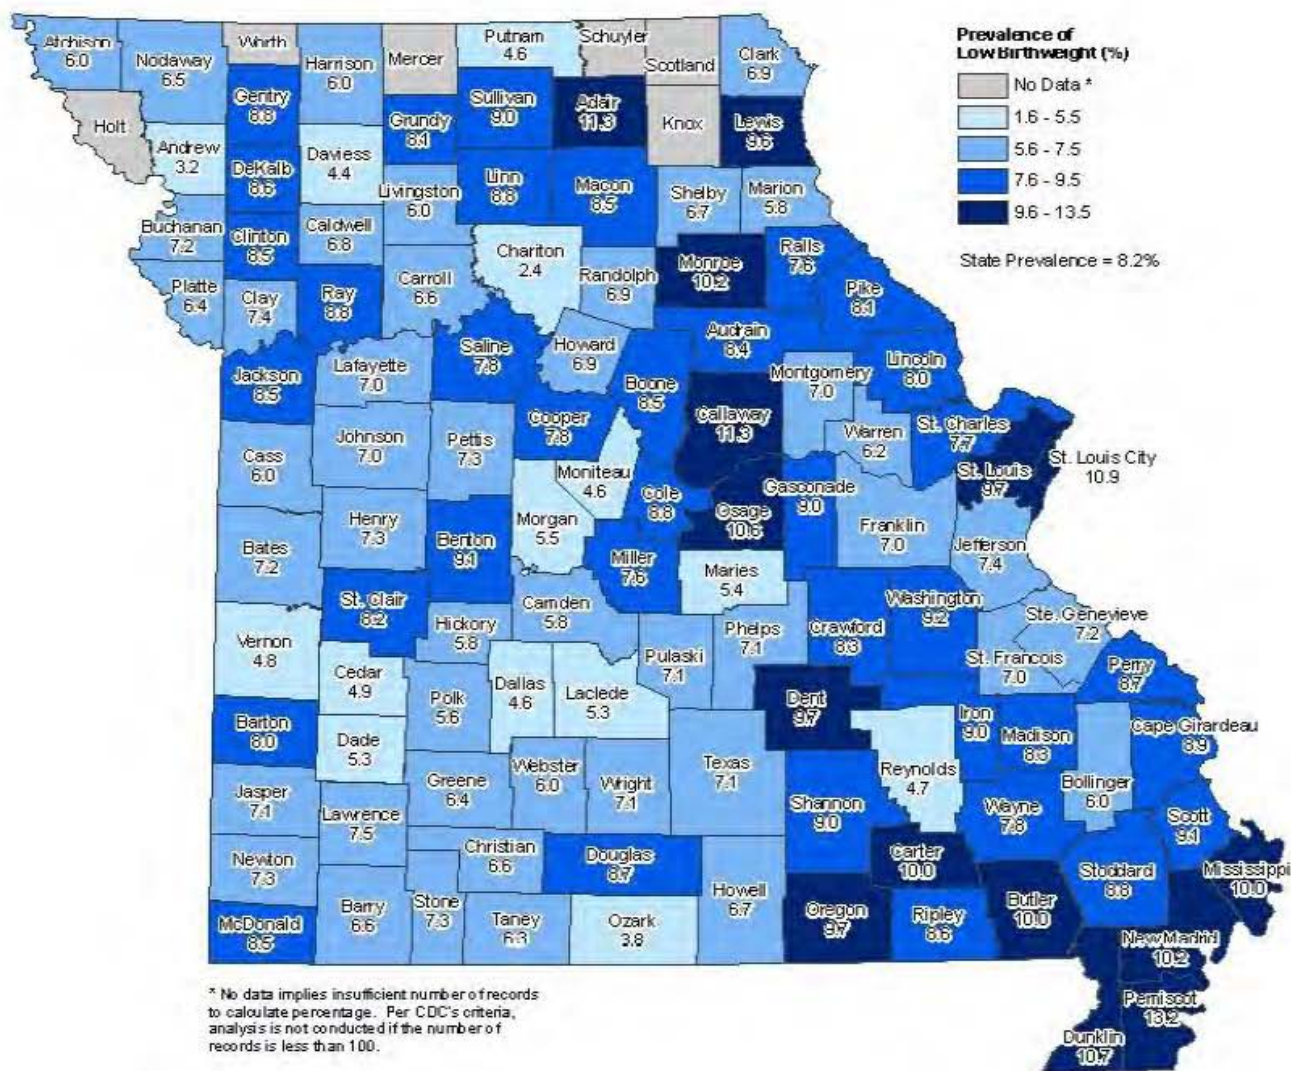 Atchison
6.0
Nodaway
6.5
Worth
Harrison
6.0
Mercer
Putnam
4.6
Schuyler
Scotland
Clark
6.9
Holt
Gentry
8.8
Andrew
3.2
DeKalb
8.6
Daviess
4.4
Grundy
8.1
Sullivan
9.0
Adair
11.3
Knox
Lewis
9.6
Livingston
6.0
Linn
8.8
Macon
8.5
Shelby
6.7
Marion
5.8
Buchanan
7.2
Clinton
8.5
Caldwell
6.8
Platte
6.4
Clay
7.4
Ray
8.8
Carroll
6.6
Chariton
2.4
Randolph
6.9
Monroe
10.2
Ralls
7.6
Pike
8.1
Audrain
8.4
Jackson
8.5
Lafayette
7.0
Saline
7.8
Howard
6.9
Boone
8.5
Callaway
11.3
Montgomery
7.0
Lincoln
8.0
Warren
6.2
St. Charles
7.7
St. Louis
9.7
St. Louis City
10.9
Cass
6.0
Johnson
7.0
Pettis
7.3
Cooper
7.8
Moniteau
4.6
Cole
8.8
Osage
10.6
Gasconade
9.0
Franklin
7.0
Jefferson
7.4
Bates
7.2
Henry
7.3
Benton
9.1
Morgan
5.5
Miller
7.6
Maries
5.4
Vernon
4.8
St. Clair
8.2
Hickory
5.8
Camden
5.8
Pulaski
7.1
Phelps
7.1
Crawford
8.3
Washington
9.2
Ste. Genevieve
7.2
St. Francois
7.0
Perry
8.7
Cedar
4.9
Polk
5.6
Dallas
4.6
Laclede
5.3
Dent
9.7
Iron
9.0
Madison
8.3
Cape Girardeau
8.9
Barton
8.0
Dade
5.3
Greene
6.4
Webster
6.0
Wright
7.1
Texas
7.1
Reynolds
4.7
Bollinger
6.0
Jasper
7.1
Lawrence
7.5
Shannon
9.0
Wayne
7.8
Scott
9.1
Newton
7.3
Christian
6.6
Douglas
8.7
Howell
6.7
Carter
10.0
Butler
10.0
Stoddard
8.8
Mississippi
10.0
McDonald
8.5
Barry
6.6
Stone
7.3
Taney
6.3
Ozark
3.8
Oregon
9.7
Ripley
8.6
New Madrid
10.2
Pemiscot
13.2
Dunklin
10.7
Prevalence of
Low Birthweight (%)
No Data *
1.6 - 5.5
5.6 - 7.5
7.6 - 9.5
9.6 - 13.5
State Prevalence = 8.2%
* No data implies insufficient number of records
to calculate percentage. Per CDC's criteria,
analysis is not conducted if the number of
records is less than 100.